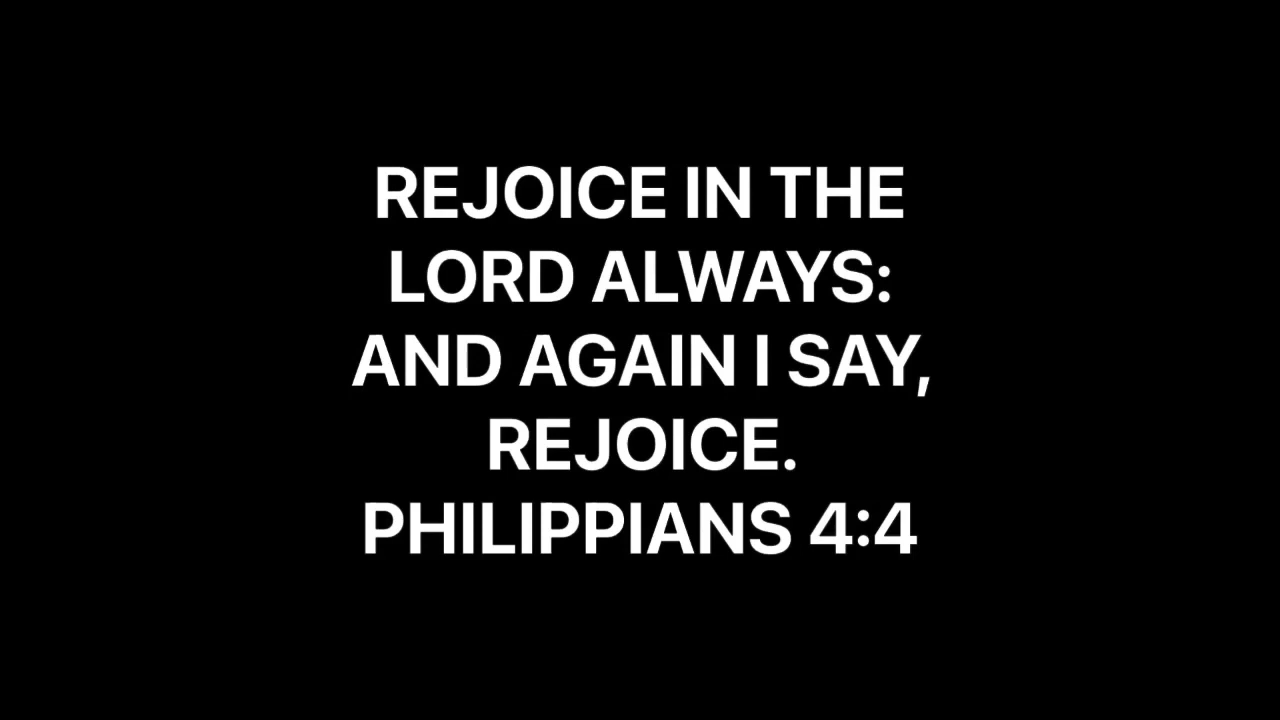 REJOICE IN THE
LORD ALWAYS:
AND AGAIN I SAY,
REJOICE.
PHILIPPIANS 4:4